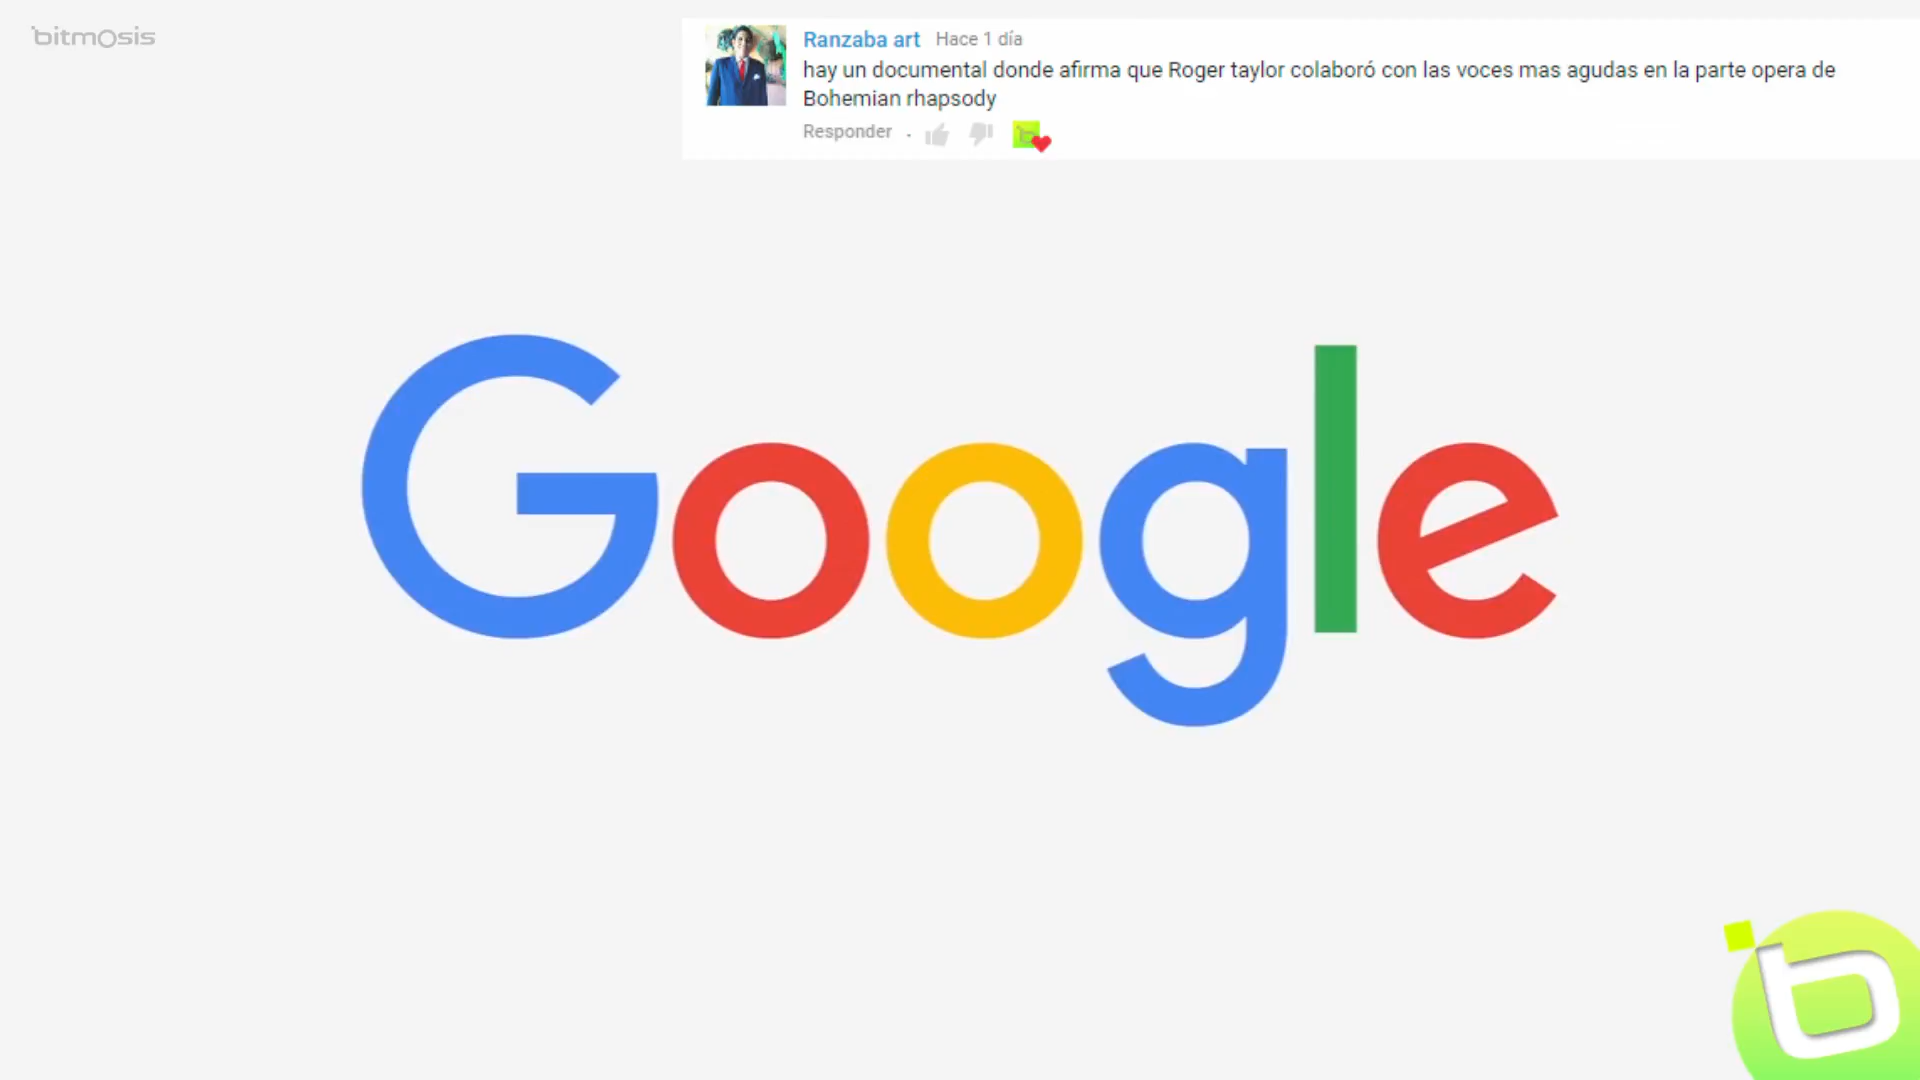 bitmosis
Ranzaba art Hace 1 día
hay un documental donde afirma que Roger taylor colaboró con las voces mas agudas en la parte opera de
Bohemian rhapsody
Responder .
Google
b